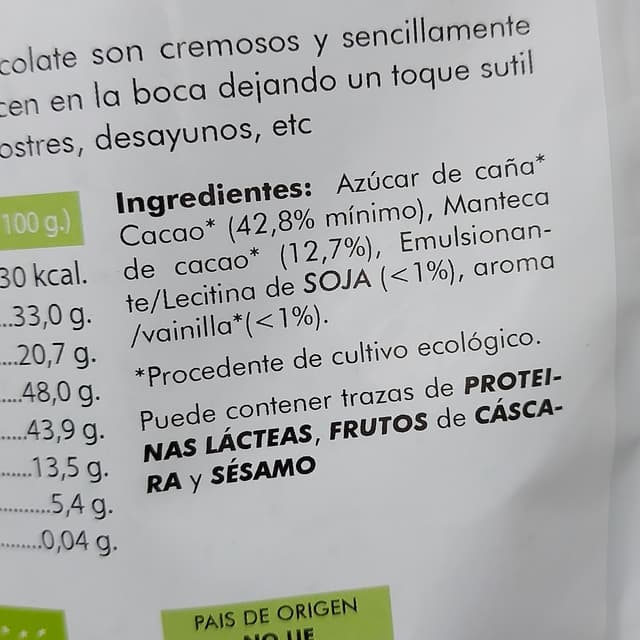 colate son cremosos y sencillamente
cen en la boca dejando un toque sutil
ostres, desayunos, etc
100 g.)
30 kcal.
...33,0 g.
...20,7 g.
....48,0 g.
.....43,9 g.
......13,5 g.
..........5,4 g.
........0,04 g.
Ingredientes: Azúcar de caña*
Cacao* (42,8% mínimo), Manteca
de cacao* (12,7%), Emulsionan-
te/Lecitina de SOJA (<1%), aroma
/vainilla*(<1%).
*Procedente de cultivo ecológico.
Puede contener trazas de PROTEI-
NAS LÁCTEAS, FRUTOS de CÁSCA-
RA y SÉSAMO
PAIS DE ORIGEN
NO UE